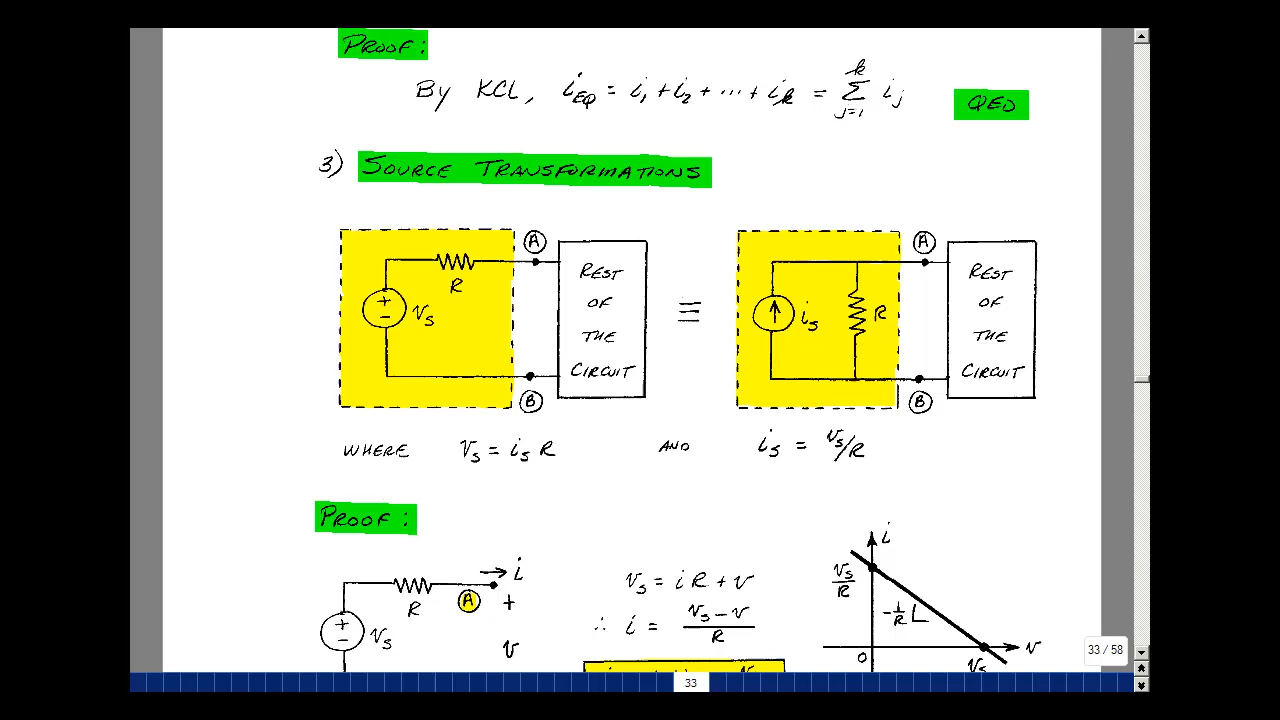 PROOF:
BY KCL, i_EQ = i_1 + i_2 + ... + i_k = Σ_{j=1}^{k} i_j
QED
3) SOURCE TRANSFORMATIONS
A
A
R
REST OF THE CIRCUIT
+
−
V_S
≡
i_S
R
REST OF THE CIRCUIT
B
B
WHERE V_S = i_S R AND i_S = V_S/R
PROOF:
i
i
R
A
+
V_S = i R + V
V_S/R
−1/R
+
−
V_S
V
∴ i = (V_S − V)/R
0
V_S
V
33 / 58
33